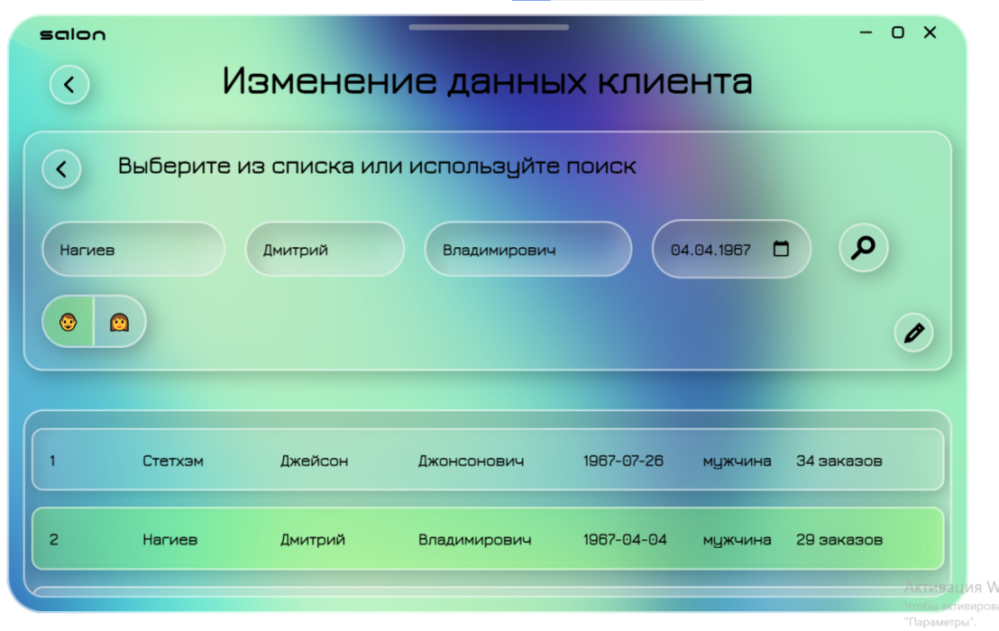 salon
Изменение данных клиента
Выберите из списка или используйте поиск
Нагиев Дмитрий Владимирович 04.04.1967
1 Стетхэм Джейсон Джонсонович 1967-07-26 мужчина 34 заказов
2 Нагиев Дмитрий Владимирович 1967-04-04 мужчина 29 заказов
Активация W
Чтобы активирова
"Параметры".